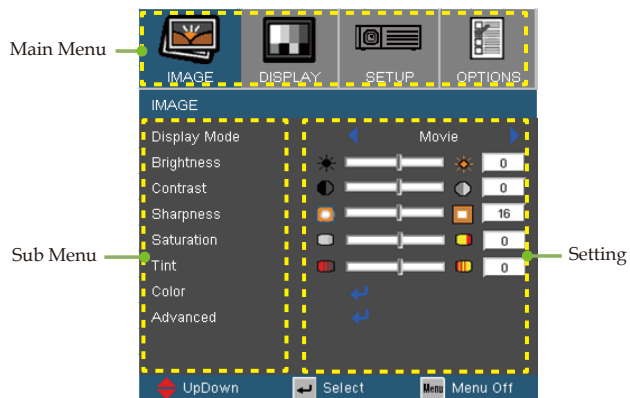 Main Menu
IMAGE DISPLAY SETUP OPTIONS
IMAGE
Display Mode Movie
Brightness 0
Contrast 0
Sharpness 16
Saturation 0
Sub Menu
Setting
Tint 0
Color
Advanced
UpDown Select Menu Menu Off